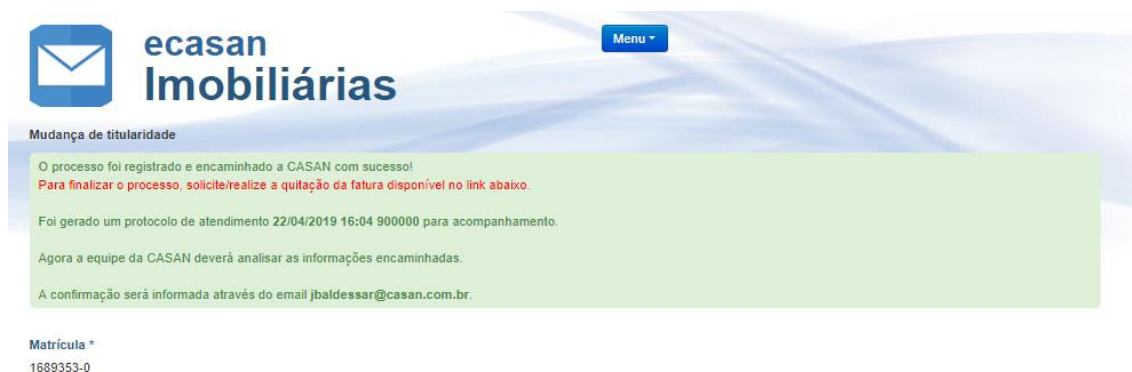 ecasan
Imobiliárias
Menu
Mudança de titularidade
O processo foi registrado e encaminhado a CASAN com sucesso!
Para finalizar o processo, solicite/realize a quitação da fatura disponível no link abaixo.
Foi gerado um protocolo de atendimento 22/04/2019 16:04 900000 para acompanhamento.
Agora a equipe da CASAN deverá analisar as informações encaminhadas.
A confirmação será informada através do email jbaldessar@casan.com.br.
Matrícula *
1689353-0